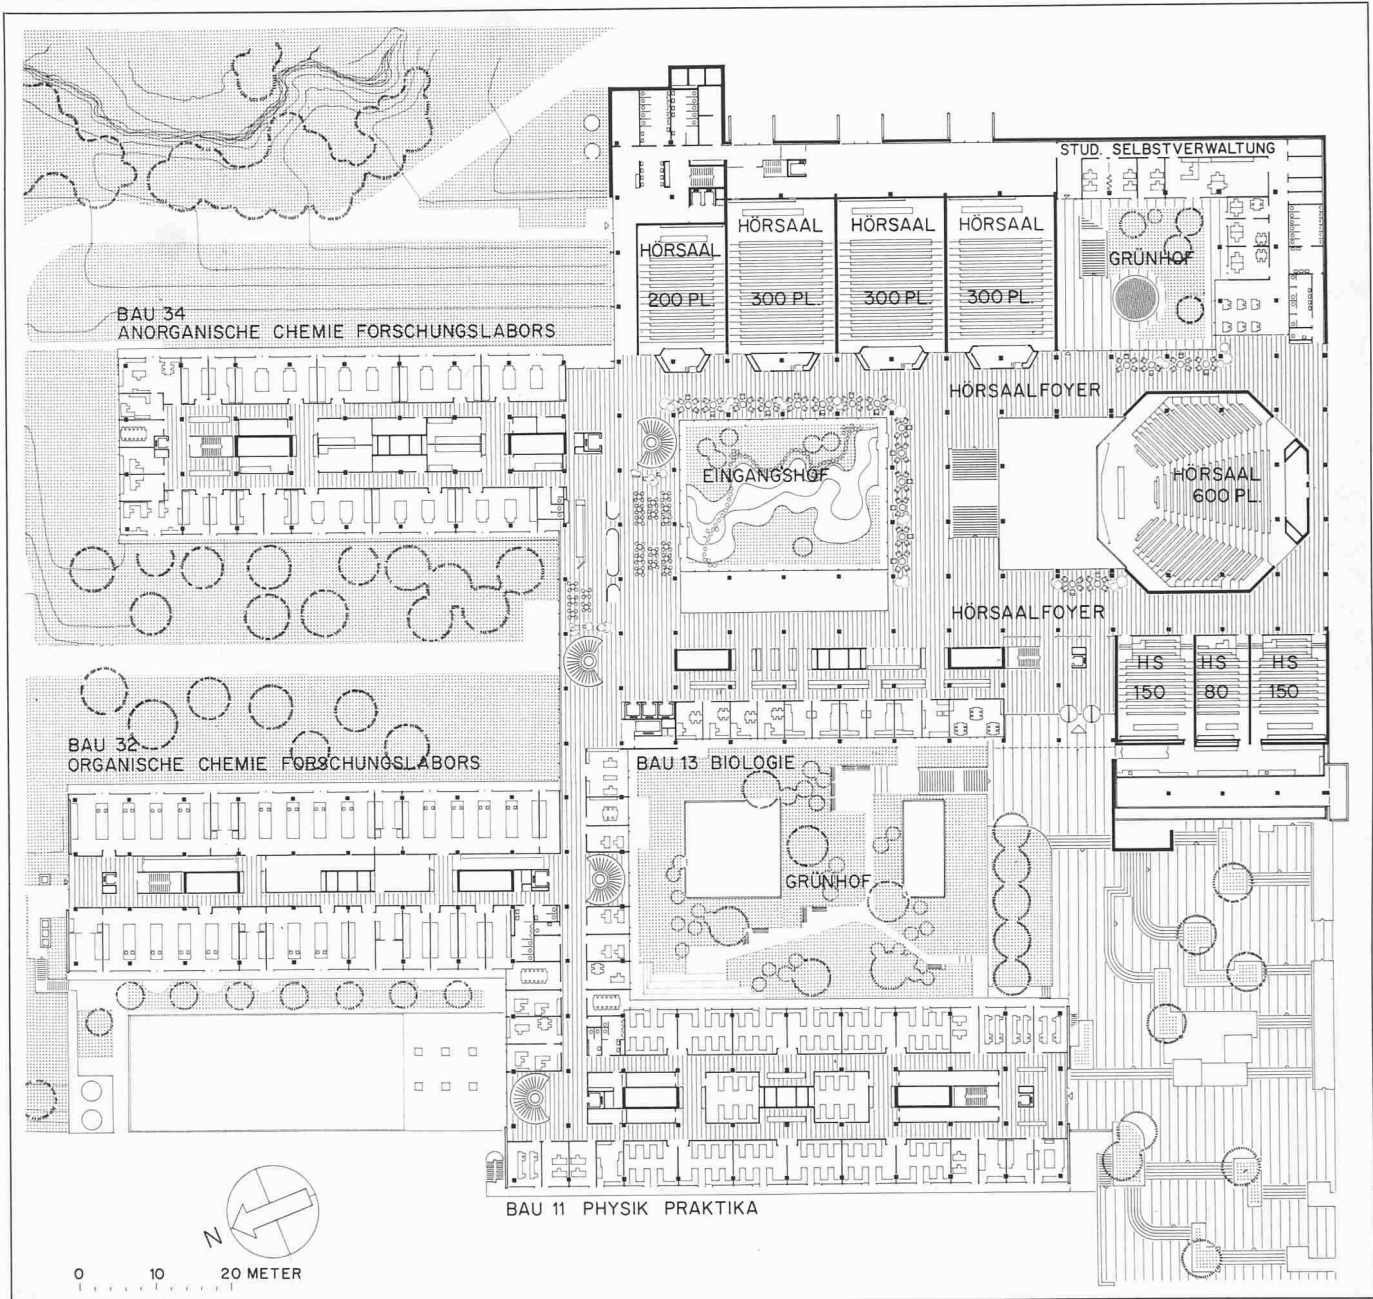 STUD. SELBSTVERWALTUNG
HÖRSAAL
200 PL.
HÖRSAAL
300 PL.
HÖRSAAL
300 PL.
HÖRSAAL
300 PL.
GRÜNHOF
BAU 34
ANORGANISCHE CHEMIE FORSCHUNGSLABORS
HÖRSAALFOYER
EINGANGSHOF
HÖRSAAL
600 PL.
HÖRSAALFOYER
HS
150
HS
80
HS
150
BAU 32
ORGANISCHE CHEMIE FORSCHUNGSLABORS
BAU 13 BIOLOGIE
GRÜNHOF
BAU 11 PHYSIK PRAKTIKA
N
0 10 20 METER